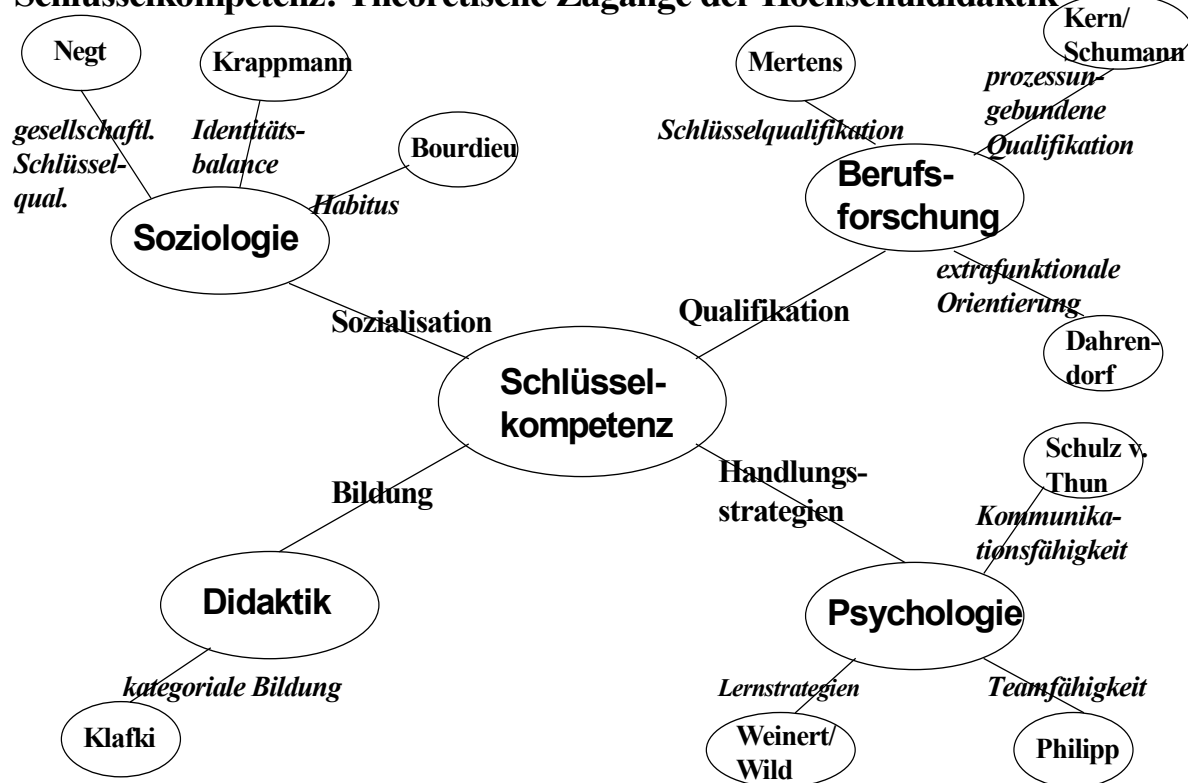 Schlüsselkompetenz: Theoretische Zugänge der Hochschuldidaktik
Negt
Krappmann
Mertens
Kern/
Schumann
gesellschaftl.
Schlüssel-
qual.
Identitäts-
balance
Bourdieu
Habitus
Schlüsselqualifikation
prozessun-
gebundene
Qualifikation
Soziologie
Berufs-
forschung
extrafunktionale
Orientierung
Dahren-
dorf
Sozialisation
Qualifikation
Schlüssel-
kompetenz
Bildung
Handlungs-
strategien
Schulz v.
Thun
Kommunika-
tionsfähigkeit
Didaktik
Psychologie
kategoriale Bildung
Klafki
Lernstrategien
Weinert/
Wild
Teamfähigkeit
Philipp